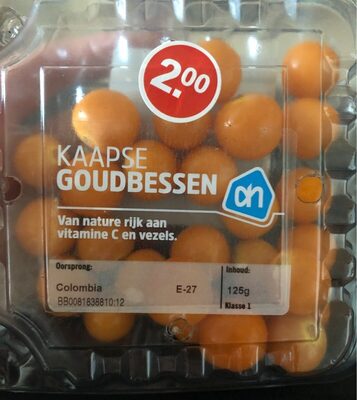 2.00
KAAPSE
GOUDBESSEN
ah
Van nature rijk aan
vitamine C en vezels.
Oorsprong: Inhoud:
Colombia E-27 125g
BB0081838810:12 Klasse 1